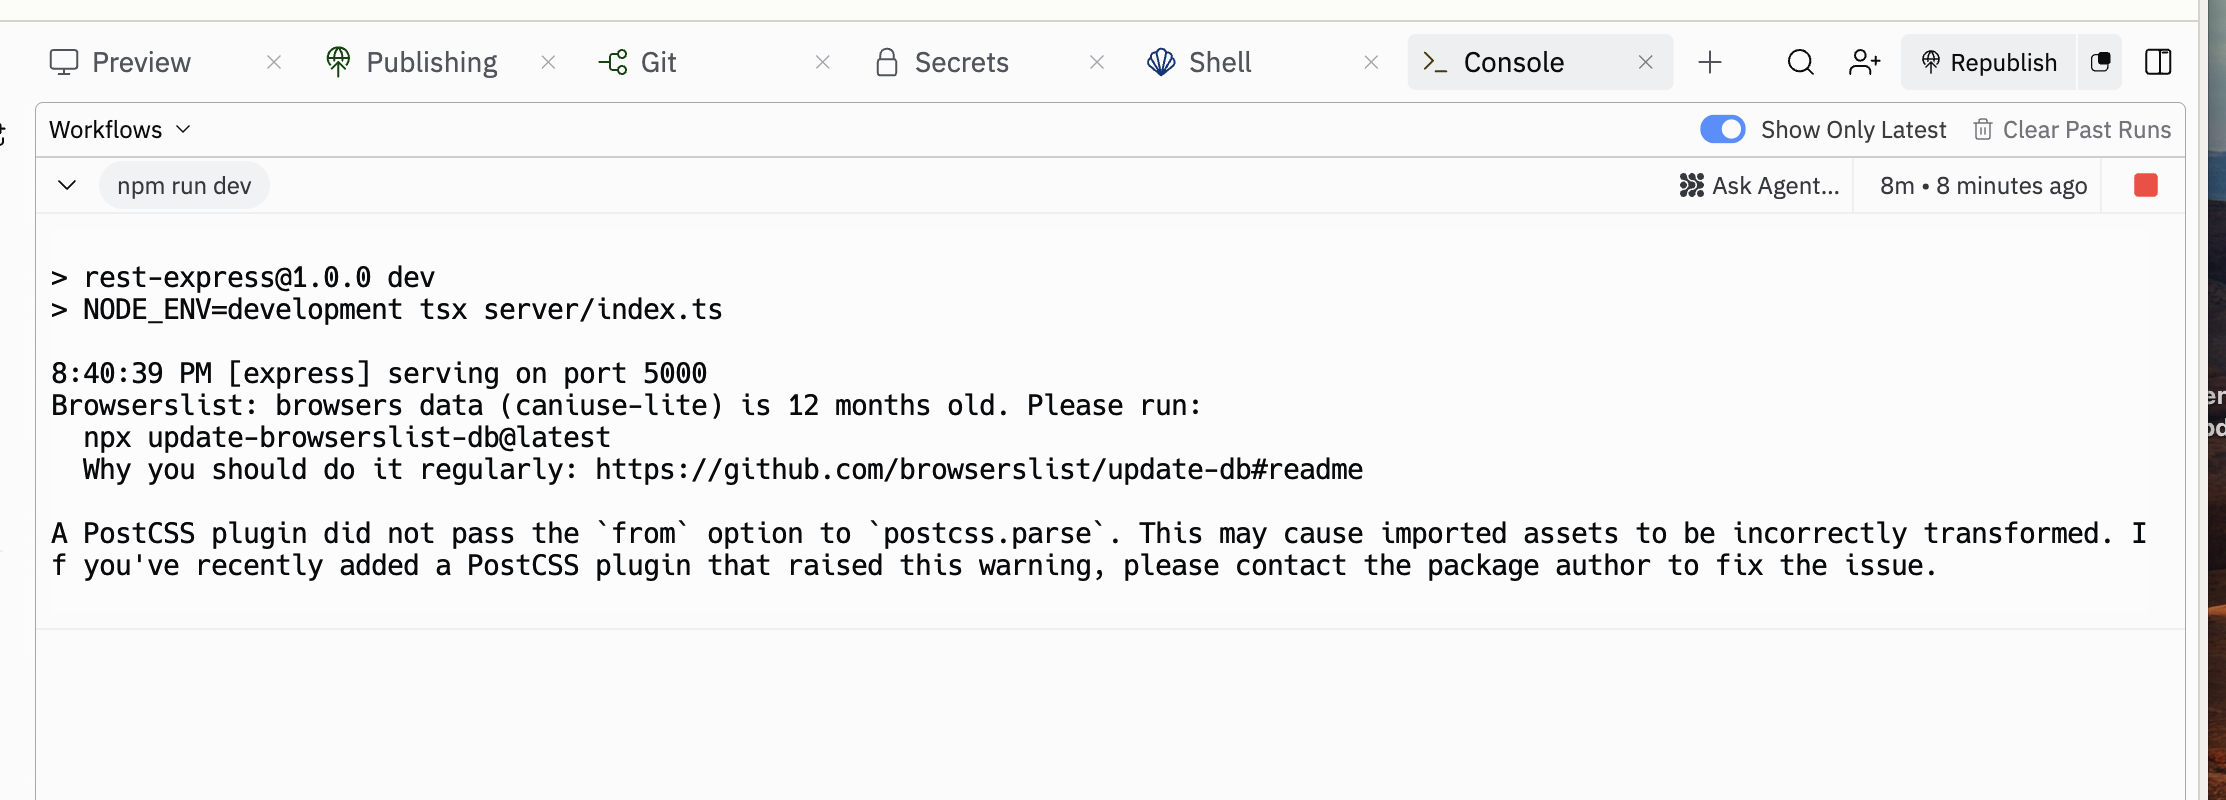 Preview
Publishing
Git
Secrets
Shell
Console
Republish
Workflows
Show Only Latest
Clear Past Runs
npm run dev
Ask Agent...
8m • 8 minutes ago
> rest-express@1.0.0 dev
> NODE_ENV=development tsx server/index.ts
8:40:39 PM [express] serving on port 5000
Browserslist: browsers data (caniuse-lite) is 12 months old. Please run:
npx update-browserslist-db@latest
Why you should do it regularly: https://github.com/browserslist/update-db#readme
A PostCSS plugin did not pass the `from` option to `postcss.parse`. This may cause imported assets to be incorrectly transformed. I
f you've recently added a PostCSS plugin that raised this warning, please contact the package author to fix the issue.